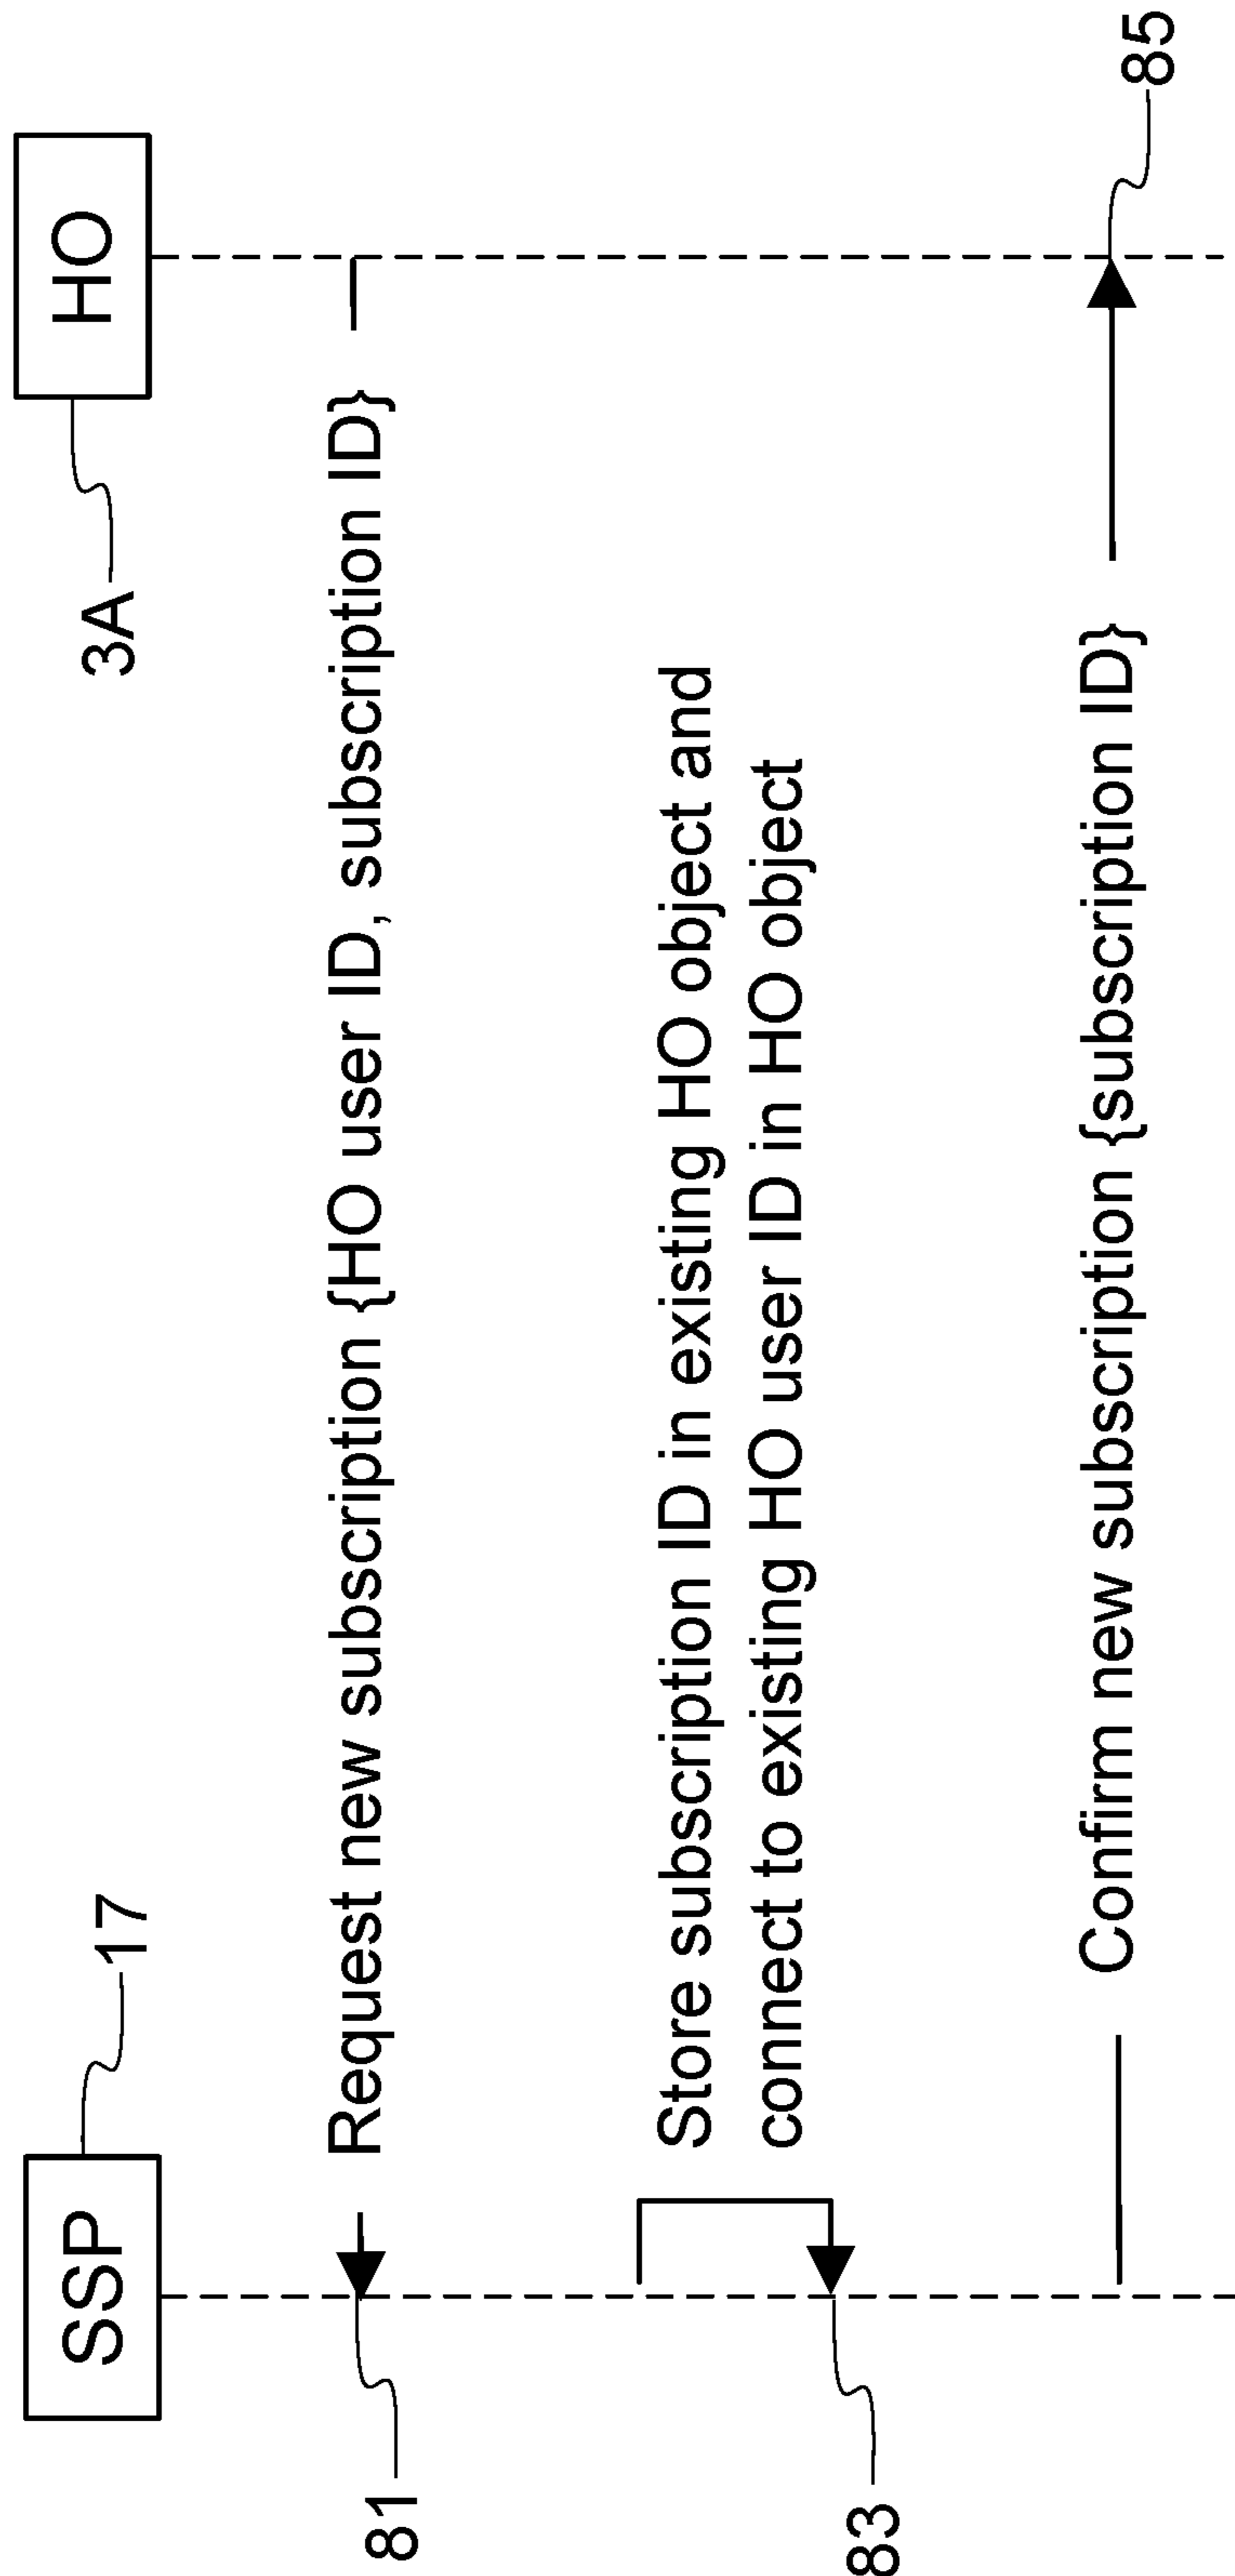 SSP
17
HO
3A
81
Request new subscription {HO user ID, subscription ID}
Store subscription ID in existing HO object and
connect to existing HO user ID in HO object
83
Confirm new subscription {subscription ID}
85